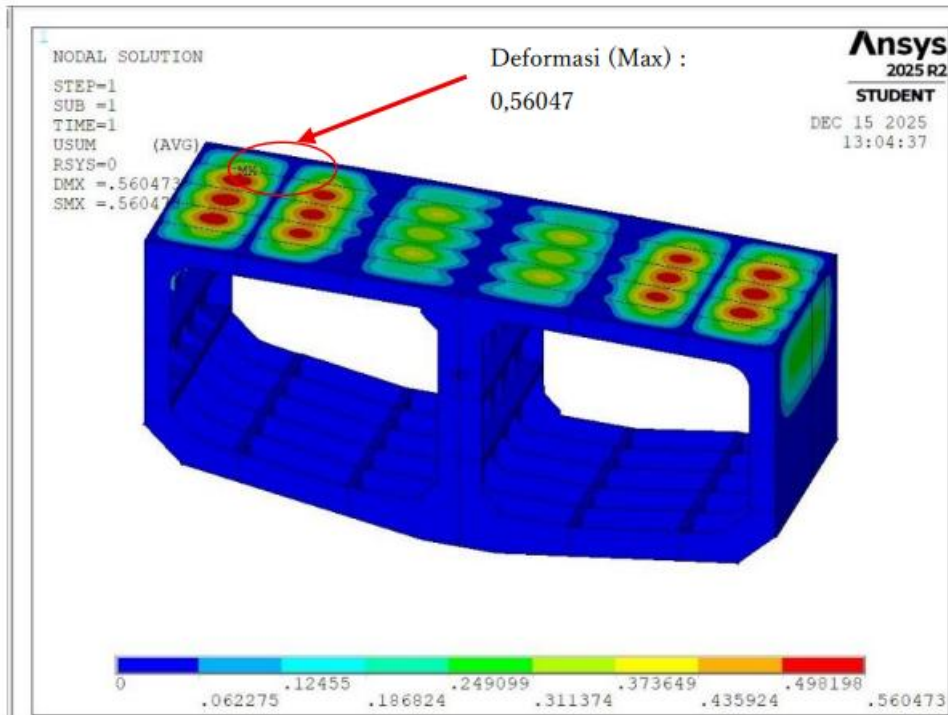 1
NODAL SOLUTION
STEP=1
SUB =1
TIME=1
USUM (AVG)
RSYS=0
DMX =.560473
SMX =.56047
Deformasi (Max) :
0,56047
Ansys
2025 R2
STUDENT
DEC 15 2025
13:04:37
MX
0 .12455 .249099 .373649 .498198
.062275 .186824 .311374 .435924 .560473